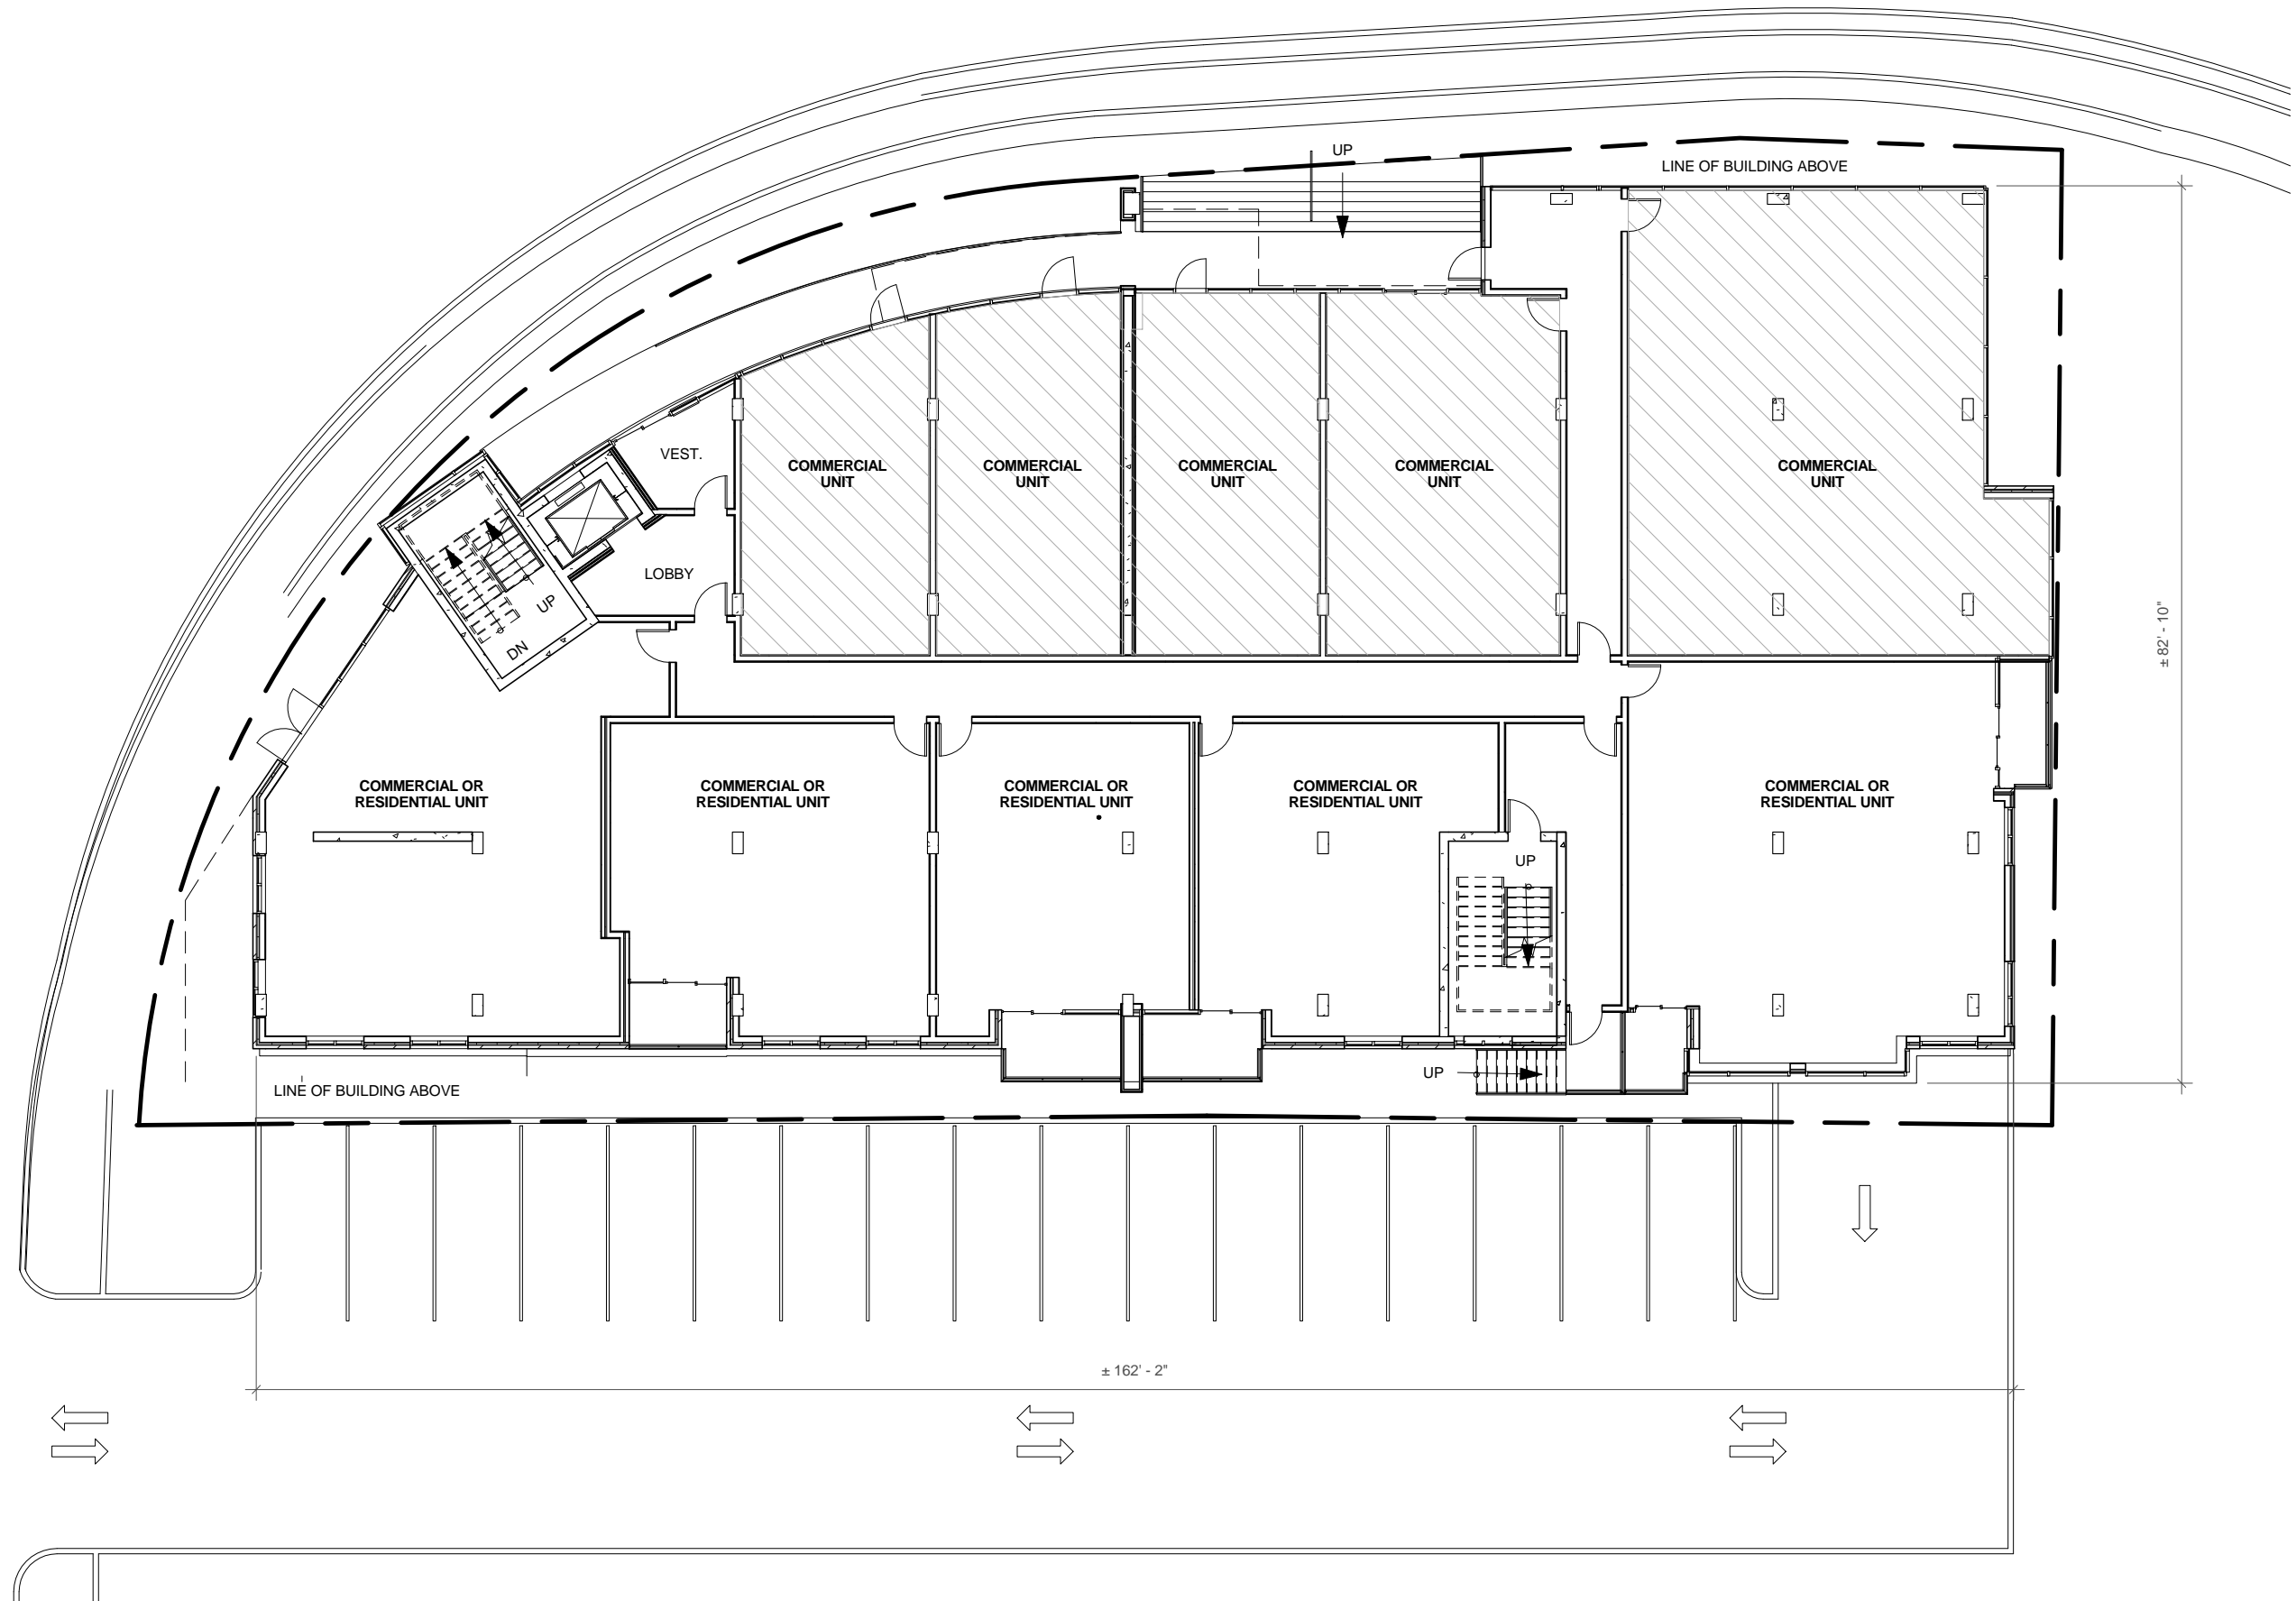 UP
LINE OF BUILDING ABOVE
VEST.
COMMERCIAL
UNIT
COMMERCIAL
UNIT
COMMERCIAL
UNIT
COMMERCIAL
UNIT
COMMERCIAL
UNIT
LOBBY
UP
DN
± 82' - 10"
COMMERCIAL OR
RESIDENTIAL UNIT
COMMERCIAL OR
RESIDENTIAL UNIT
COMMERCIAL OR
RESIDENTIAL UNIT
COMMERCIAL OR
RESIDENTIAL UNIT
COMMERCIAL OR
RESIDENTIAL UNIT
UP
UP
LINE OF BUILDING ABOVE
± 162' - 2"